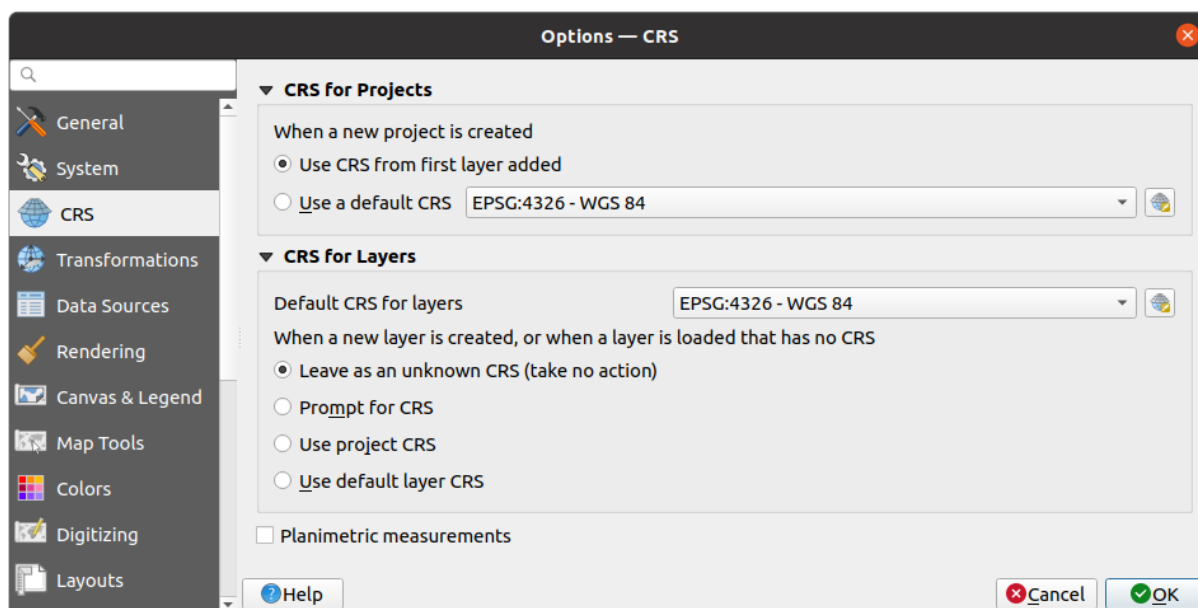 Options — CRS
General
System
CRS
Transformations
Data Sources
Rendering
Canvas & Legend
Map Tools
Colors
Digitizing
Layouts
CRS for Projects
When a new project is created
Use CRS from first layer added
Use a default CRS EPSG:4326 - WGS 84
CRS for Layers
Default CRS for layers EPSG:4326 - WGS 84
When a new layer is created, or when a layer is loaded that has no CRS
Leave as an unknown CRS (take no action)
Prompt for CRS
Use project CRS
Use default layer CRS
Planimetric measurements
Help Cancel OK